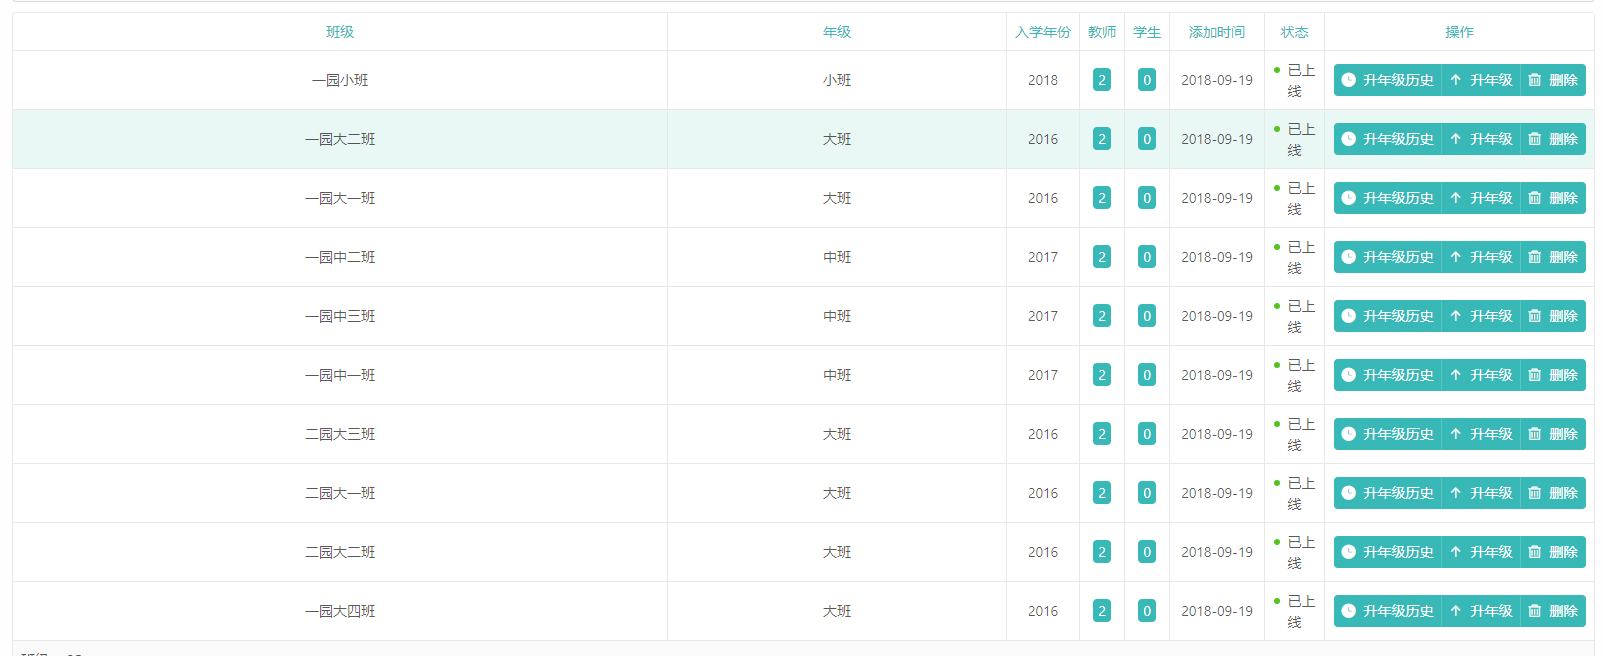 班级 年级 入学年份 教师 学生 添加时间 状态 操作
一园小班 小班 2018 2 0 2018-09-19 已上线 升年级历史 升年级 删除
一园大二班 大班 2016 2 0 2018-09-19 已上线 升年级历史 升年级 删除
一园大一班 大班 2016 2 0 2018-09-19 已上线 升年级历史 升年级 删除
一园中二班 中班 2017 2 0 2018-09-19 已上线 升年级历史 升年级 删除
一园中三班 中班 2017 2 0 2018-09-19 已上线 升年级历史 升年级 删除
一园中一班 中班 2017 2 0 2018-09-19 已上线 升年级历史 升年级 删除
二园大三班 大班 2016 2 0 2018-09-19 已上线 升年级历史 升年级 删除
二园大一班 大班 2016 2 0 2018-09-19 已上线 升年级历史 升年级 删除
二园大二班 大班 2016 2 0 2018-09-19 已上线 升年级历史 升年级 删除
一园大四班 大班 2016 2 0 2018-09-19 已上线 升年级历史 升年级 删除